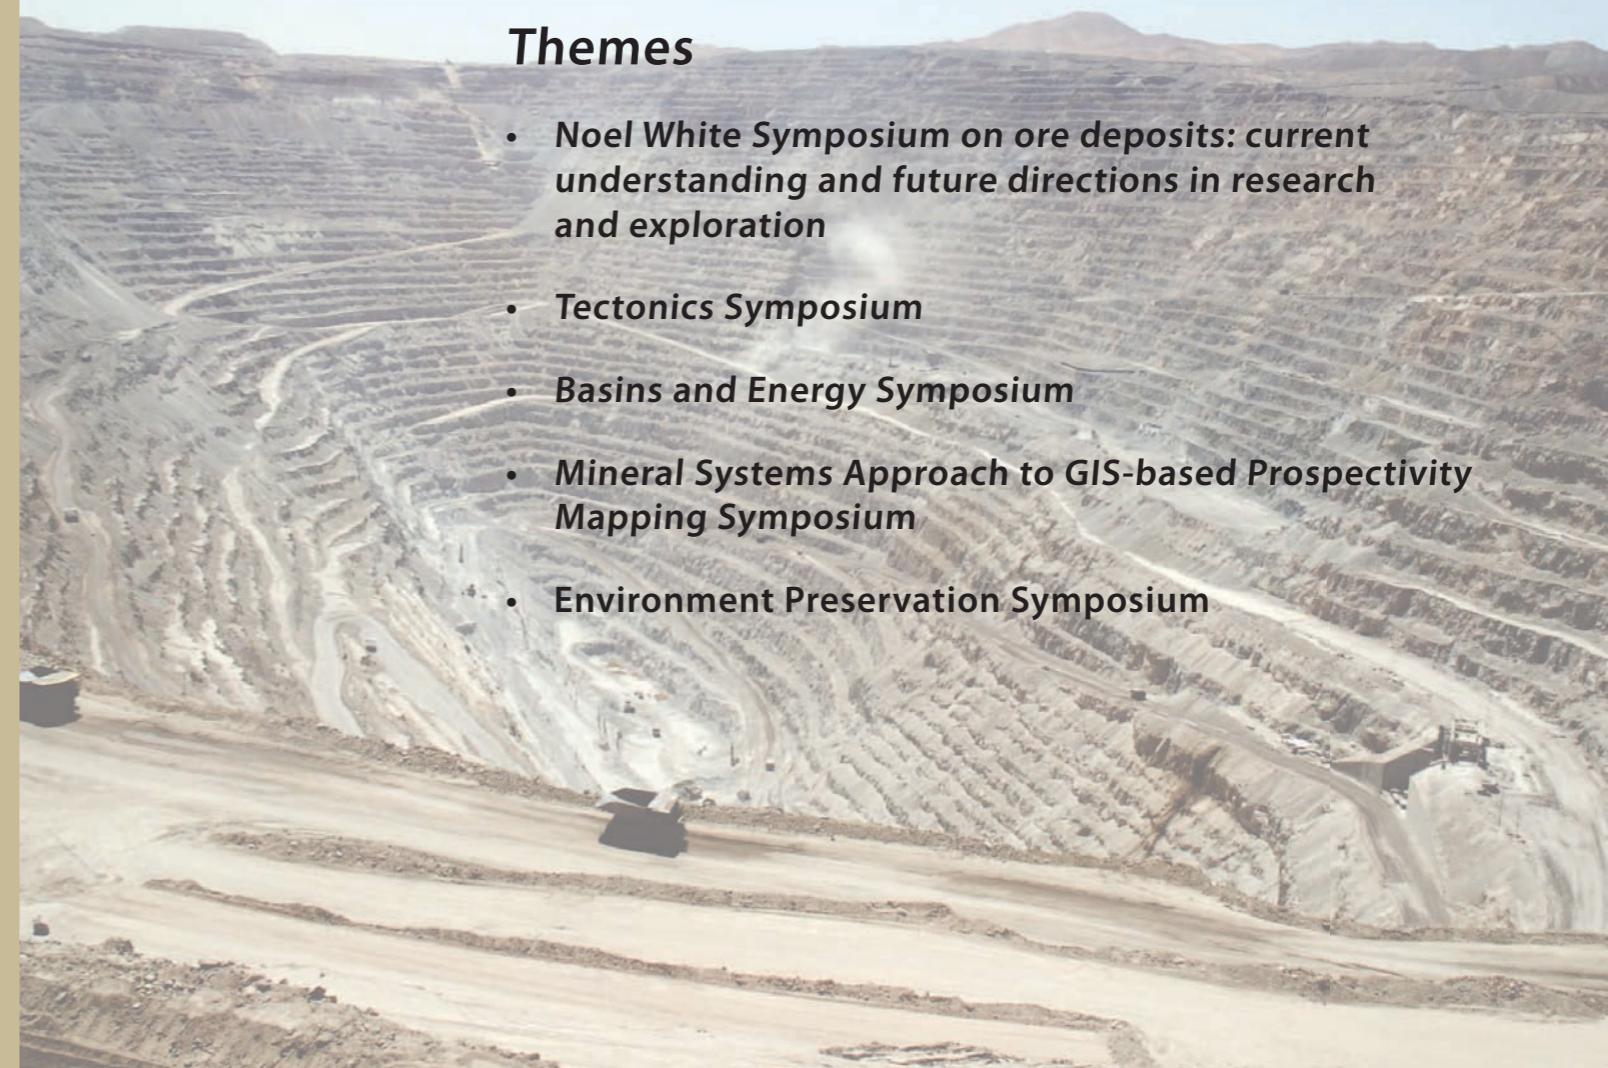 Themes
• Noel White Symposium on ore deposits: current
understanding and future directions in research
and exploration
• Tectonics Symposium
• Basins and Energy Symposium
• Mineral Systems Approach to GIS-based Prospectivity
Mapping Symposium
• Environment Preservation Symposium